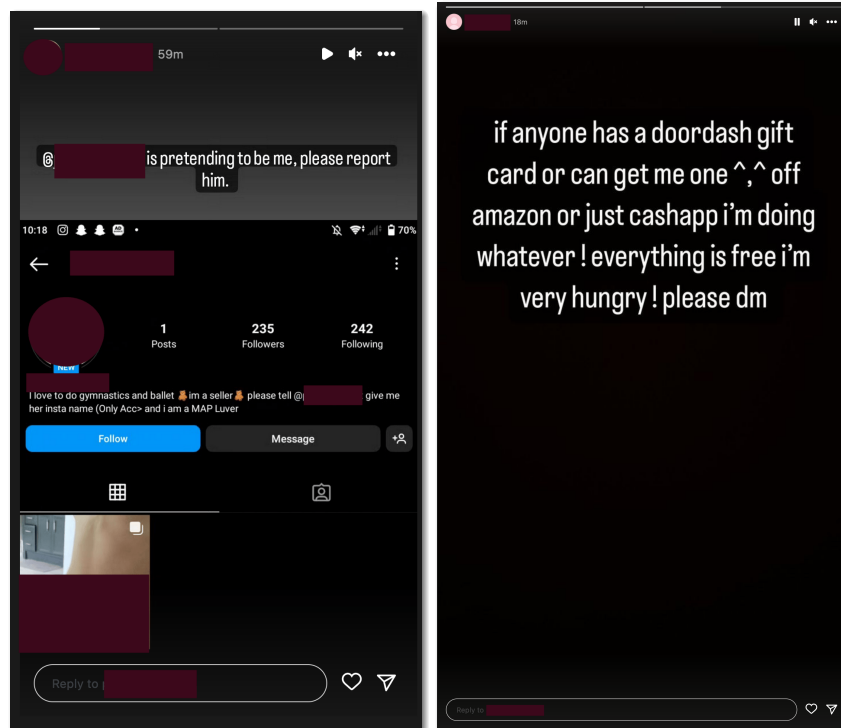 59m
@ is pretending to be me, please report
him.
10:18
70%
1
Posts
235
Followers
242
Following
NEW
I love to do gymnastics and ballet 🧸im a seller🧸 please tell @ give me
her insta name (Only Acc> and i am a MAP Luver
Follow
Message
Reply to
18m
if anyone has a doordash gift
card or can get me one ^,^ off
amazon or just cashapp i'm doing
whatever ! everything is free i'm
very hungry ! please dm
Reply to